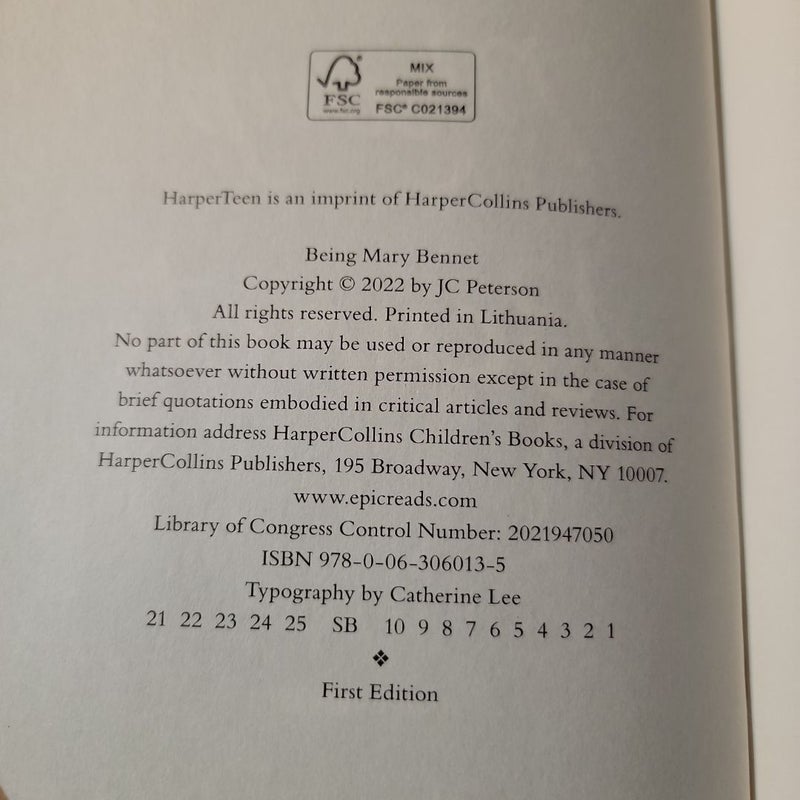 FSC®
www.fsc.org
MIX
Paper from
responsible sources
FSC® C021394
HarperTeen is an imprint of HarperCollins Publishers.
Being Mary Bennet
Copyright © 2022 by JC Peterson
All rights reserved. Printed in Lithuania.
No part of this book may be used or reproduced in any manner
whatsoever without written permission except in the case of
brief quotations embodied in critical articles and reviews. For
information address HarperCollins Children's Books, a division of
HarperCollins Publishers, 195 Broadway, New York, NY 10007.
www.epicreads.com
Library of Congress Control Number: 2021947050
ISBN 978-0-06-306013-5
Typography by Catherine Lee
21 22 23 24 25 SB 10 9 8 7 6 5 4 3 2 1
❖
First Edition